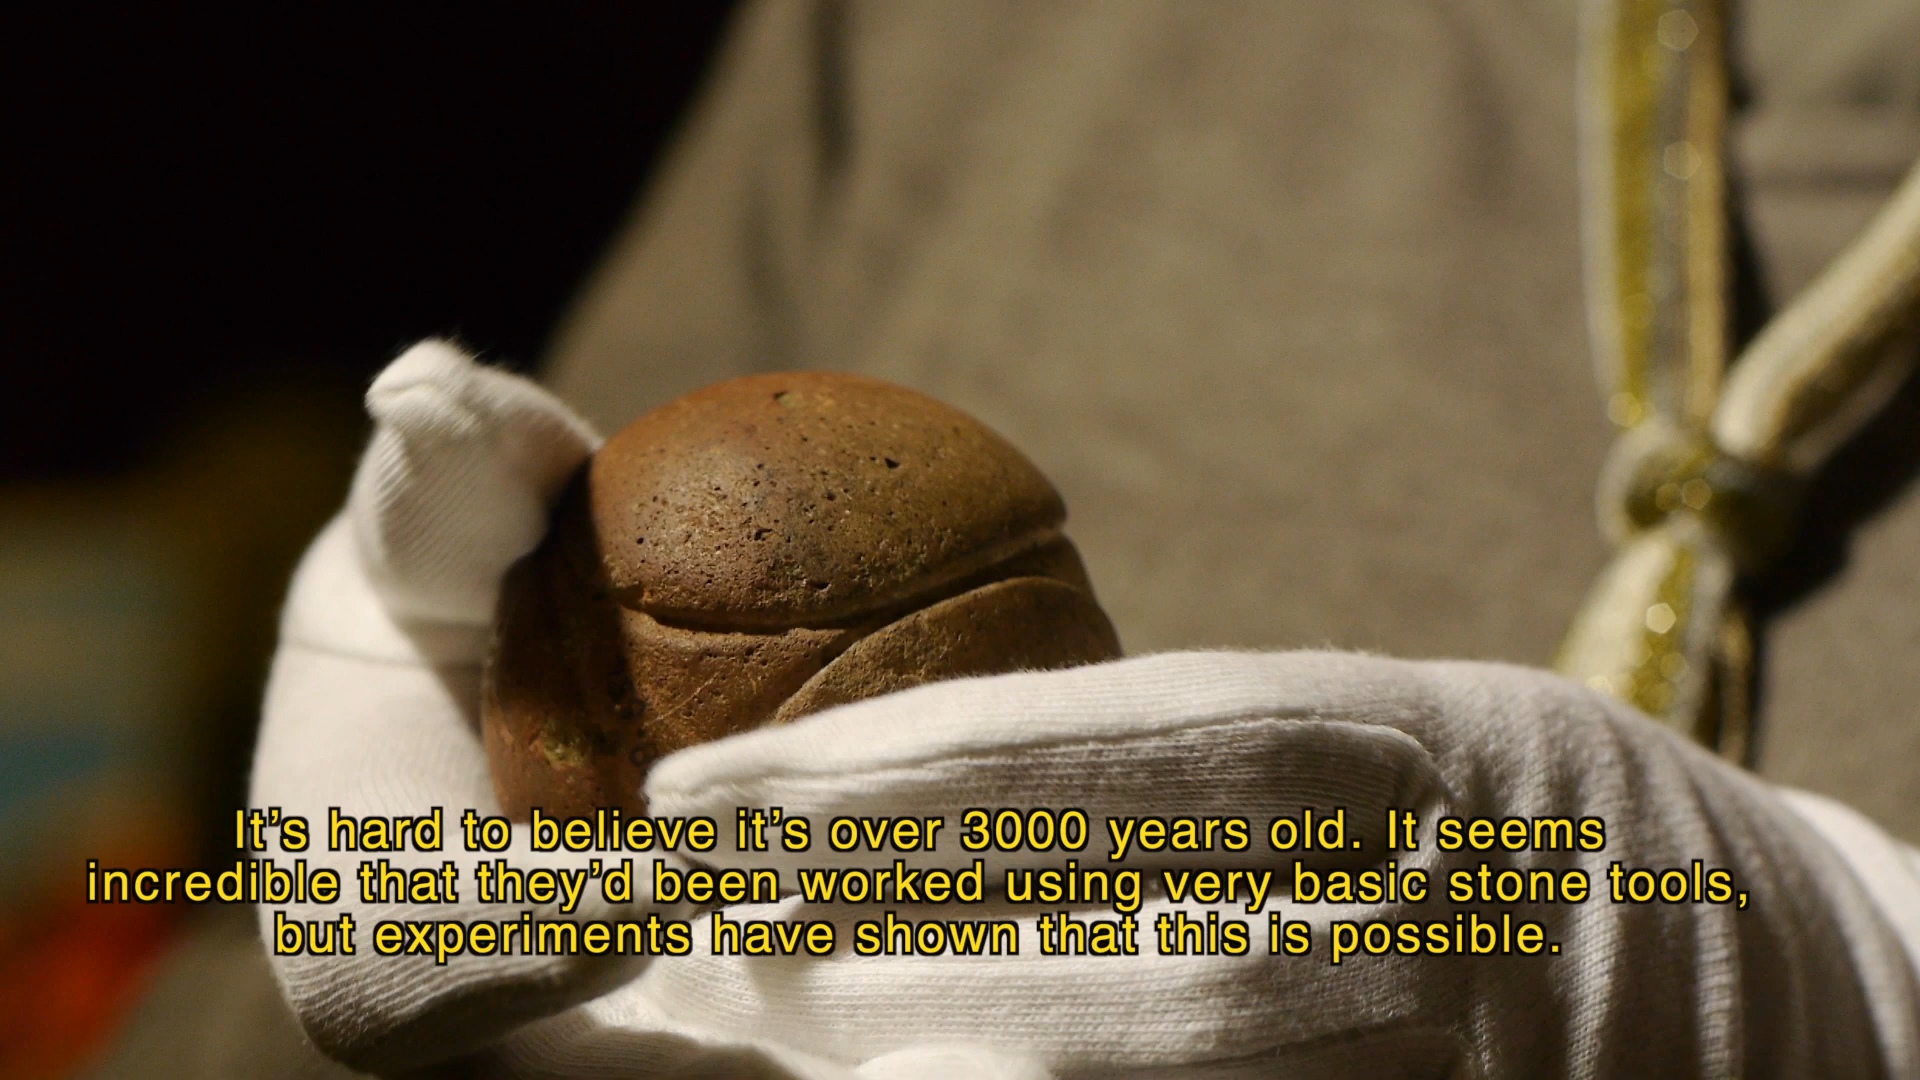 It’s hard to believe it’s over 3000 years old. It seems
incredible that they’d been worked using very basic stone tools,
but experiments have shown that this is possible.